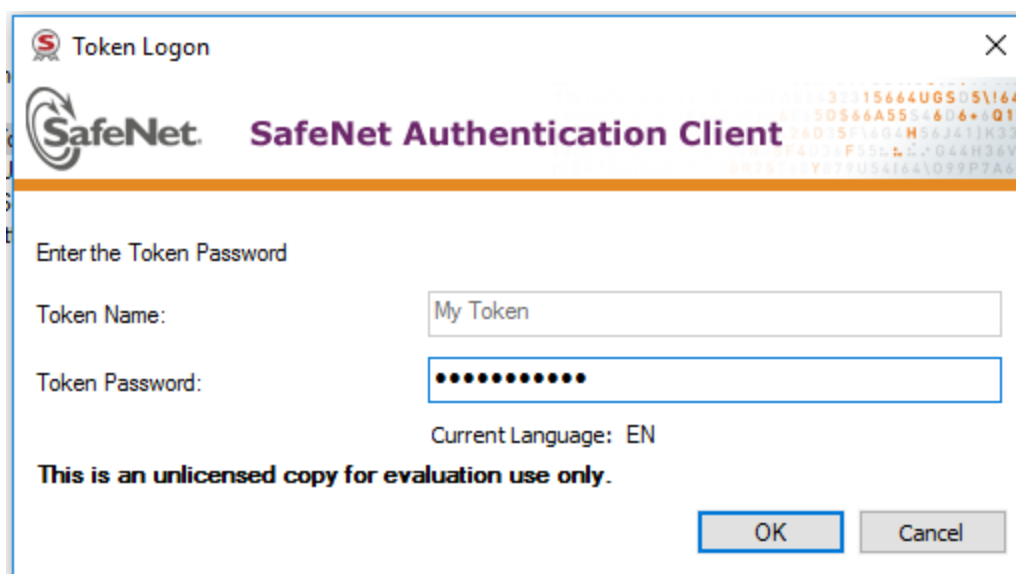 Token Logon
SafeNet.
SafeNet Authentication Client
Enter the Token Password
Token Name:
My Token
Token Password:
•••••••••••
Current Language: EN
This is an unlicensed copy for evaluation use only.
OK
Cancel